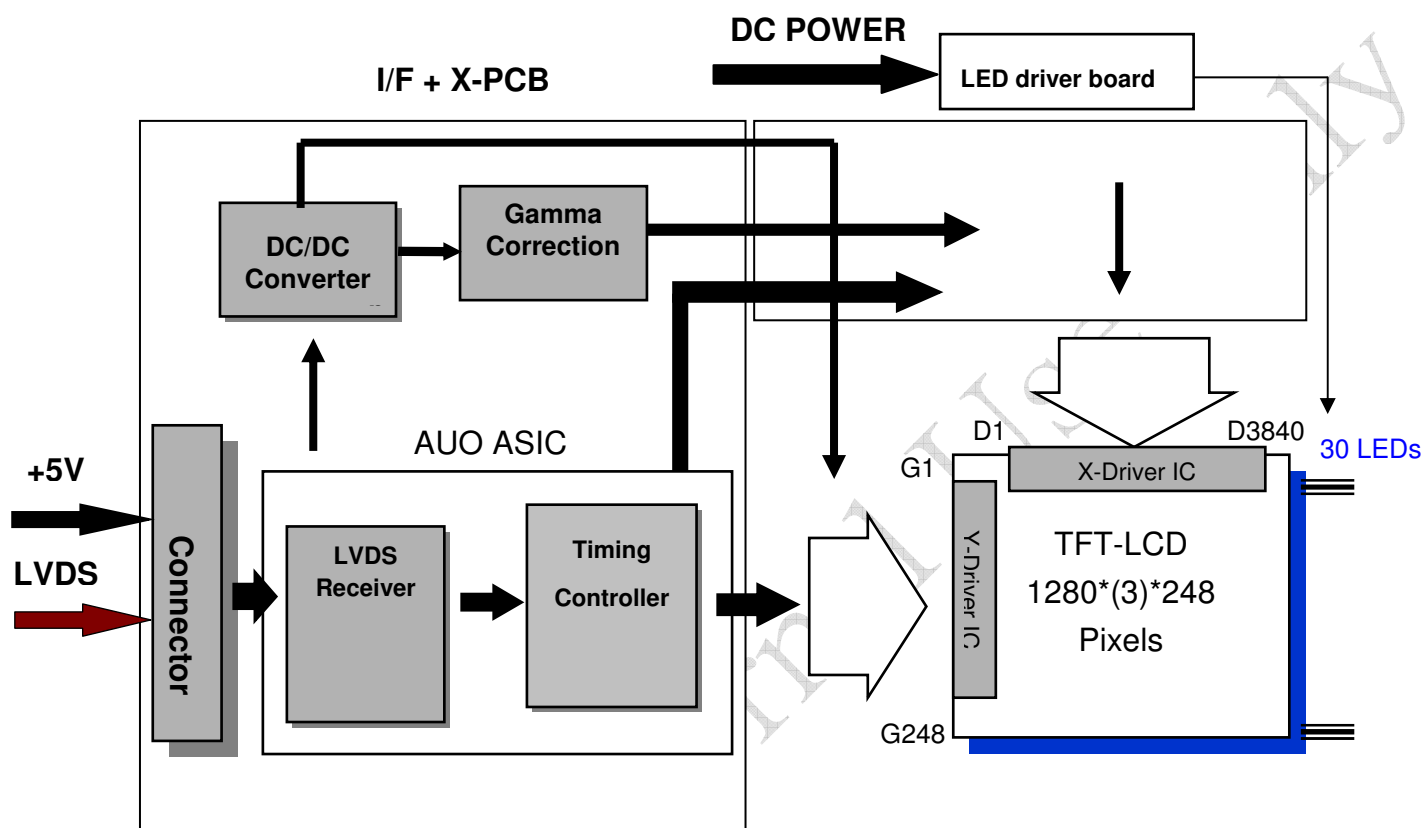 DC POWER
I/F + X-PCB
LED driver board
DC/DC
Converter
Gamma
Correction
AUO ASIC
+5V
LVDS
Connector
LVDS
Receiver
Timing
Controller
D1
D3840
30 LEDs
G1
X-Driver IC
Y-Driver IC
TFT-LCD
1280*(3)*248
Pixels
G248